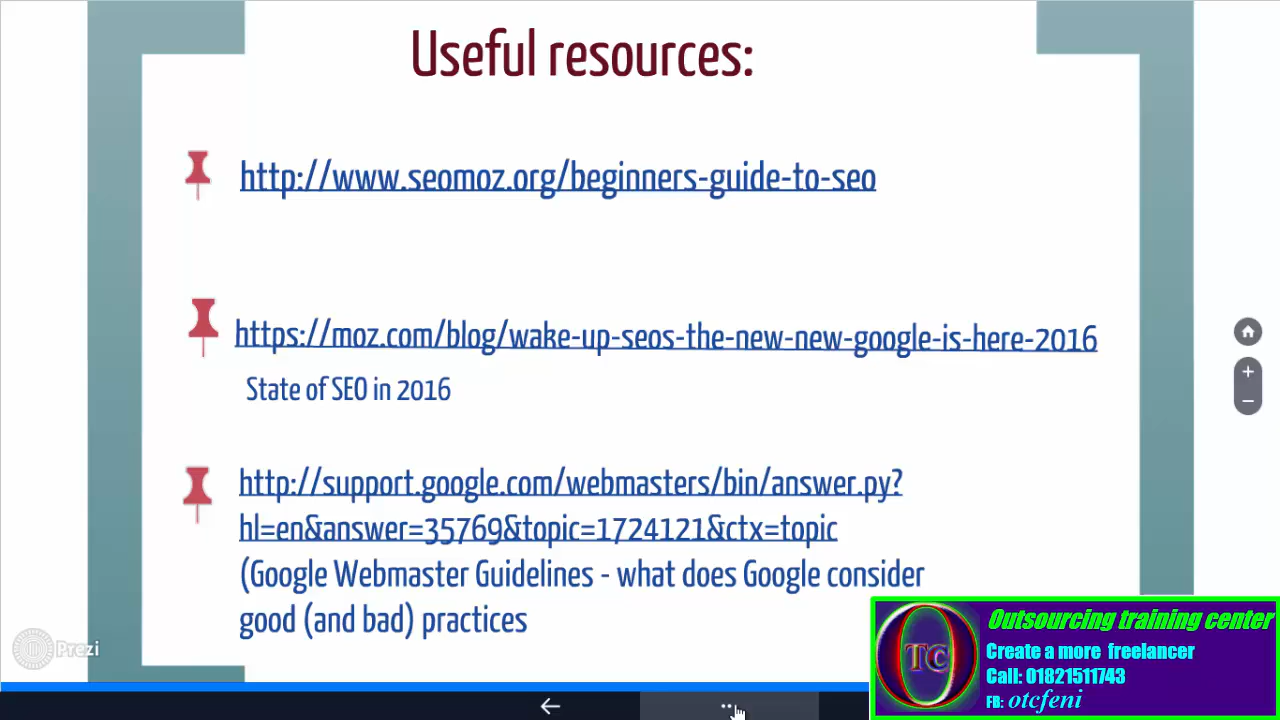 Useful resources:
http://www.seomoz.org/beginners-guide-to-seo
https://moz.com/blog/wake-up-seos-the-new-new-google-is-here-2016
State of SEO in 2016
http://support.google.com/webmasters/bin/answer.py?
hl=en&answer=35769&topic=1724121&ctx=topic
(Google Webmaster Guidelines - what does Google consider
good (and bad) practices
Prezi
OTC
Outsourcing training center
Create a more freelancer
Call: 01821511743
FB: otcfeni